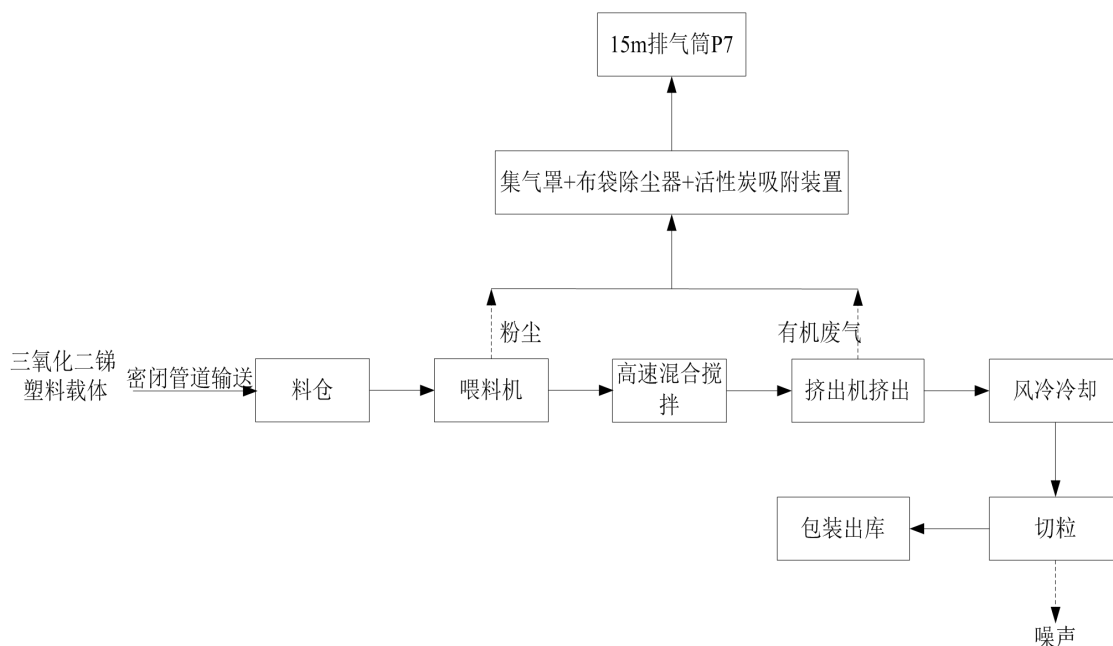 15m排气筒P7
集气罩+布袋除尘器+活性炭吸附装置
粉尘
有机废气
三氧化二锑
塑料载体
密闭管道输送
料仓
喂料机
高速混合搅
拌
挤出机挤出
风冷冷却
包装出库
切粒
噪声